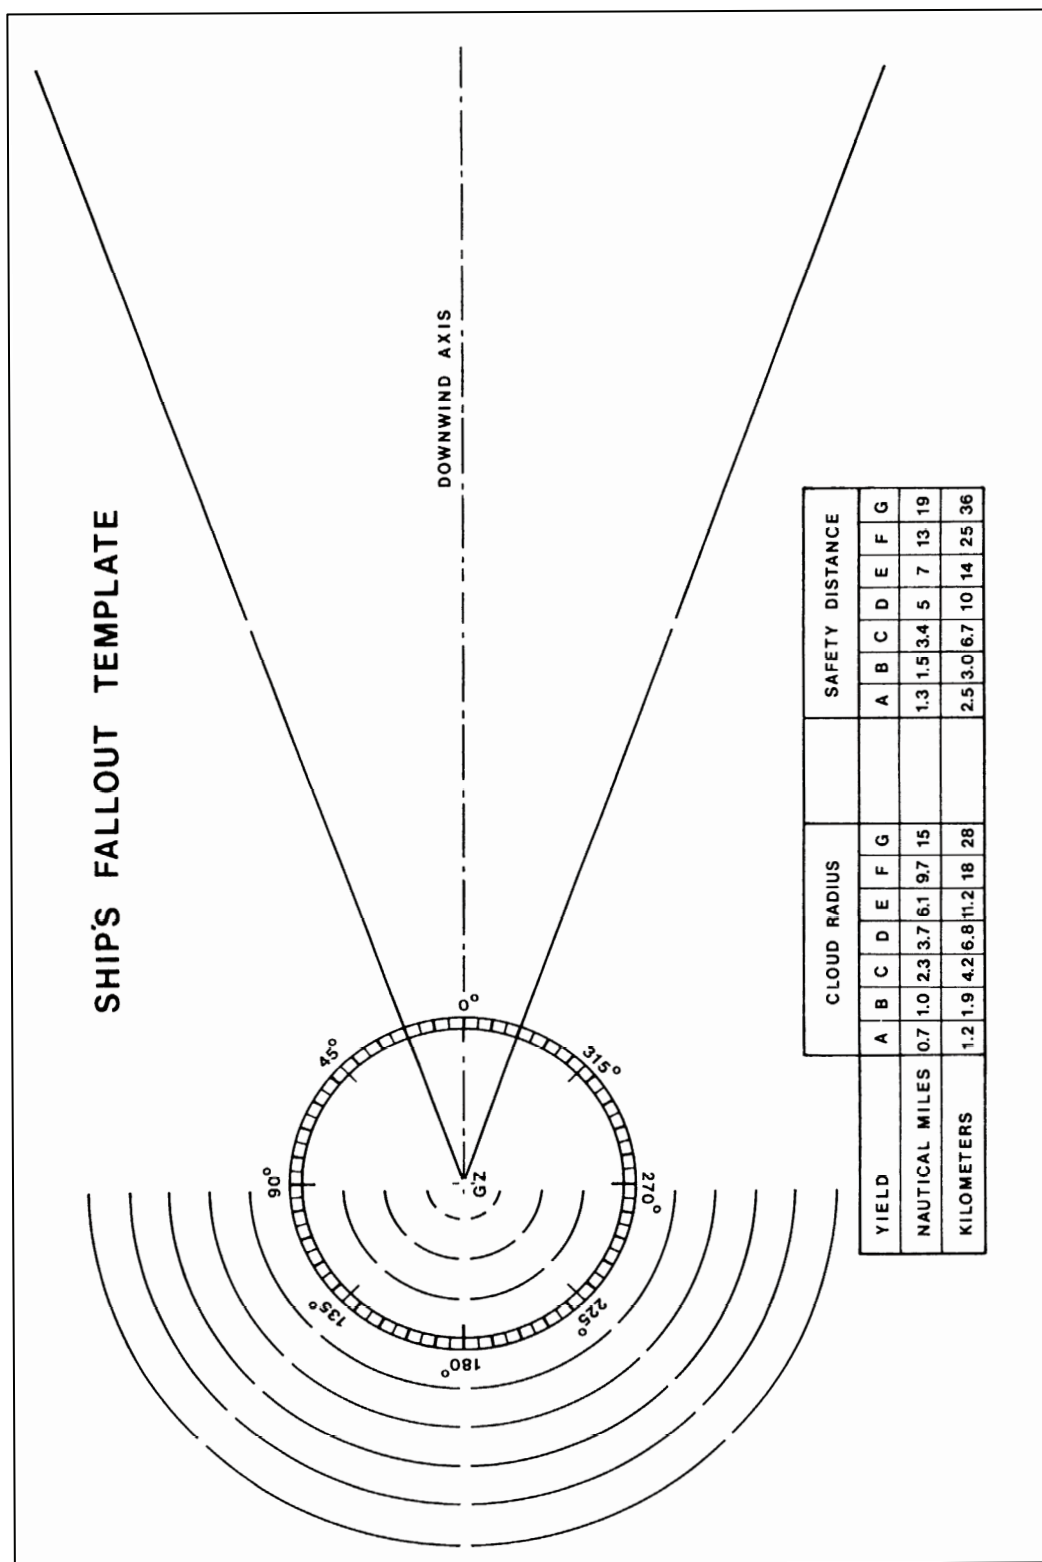 SHIP'S FALLOUT TEMPLATE
DOWNWIND AXIS
0°
45°
90°
135°
180°
225°
270°
315°
G.Z
CLOUD RADIUS SAFETY DISTANCE
YIELD A B C D E F G A B C D E F G
NAUTICAL MILES 0.7 1.0 2.3 3.7 6.1 9.7 15 1.3 1.5 3.4 5 7 13 19
KILOMETERS 1.2 1.9 4.2 6.8 11.2 18 28 2.5 3.0 6.7 10 14 25 36